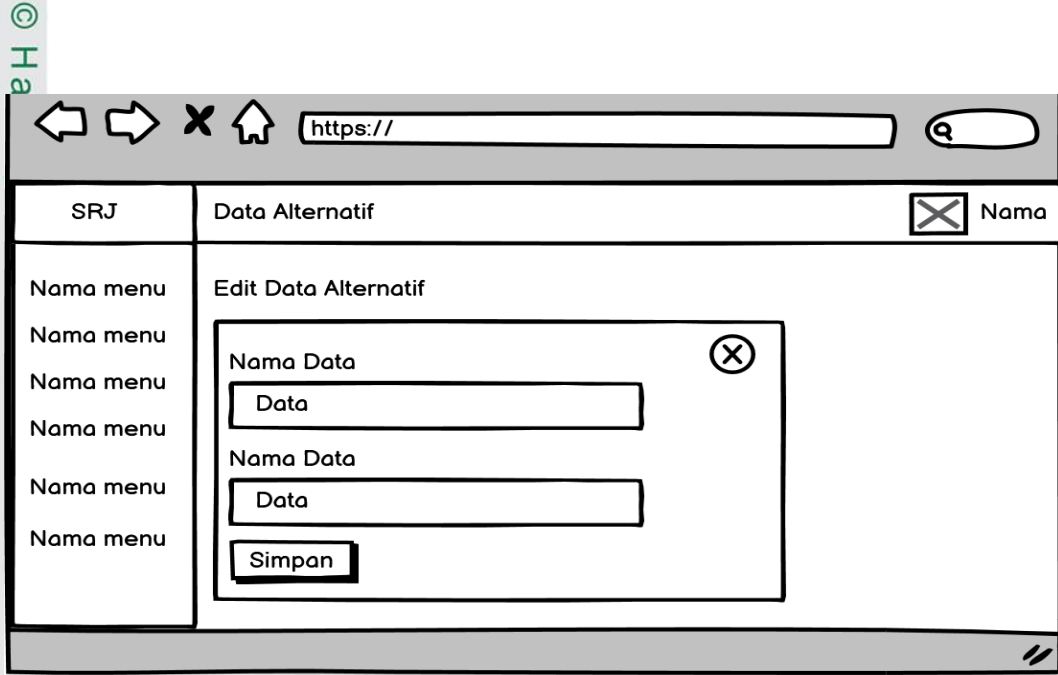 © Ha
https://
SRJ
Data Alternatif
Nama
Nama menu
Nama menu
Nama menu
Nama menu
Nama menu
Nama menu
Edit Data Alternatif
Nama Data
Data
Nama Data
Data
Simpan